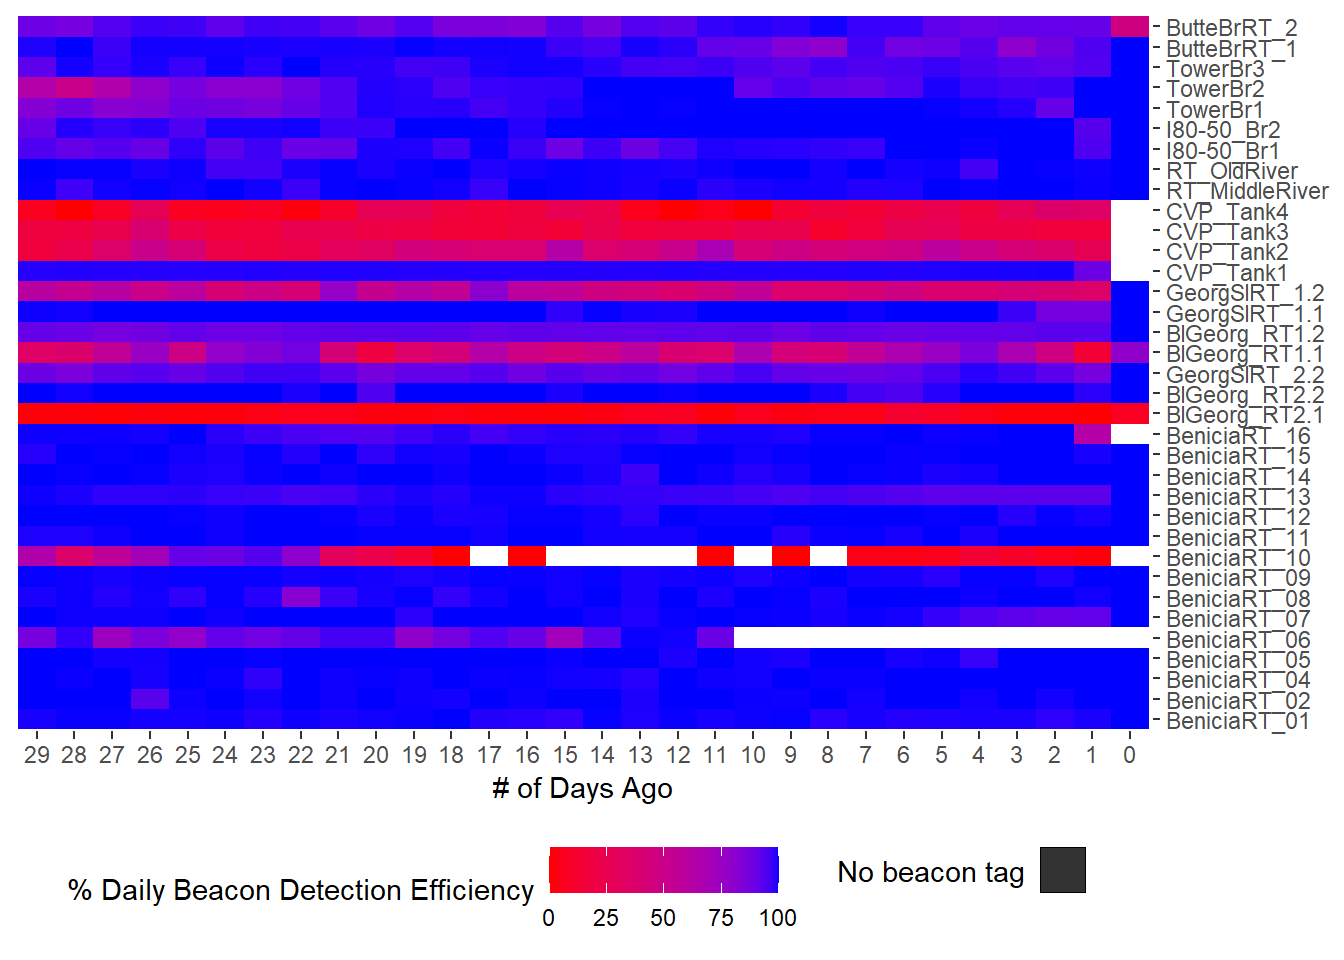 ButteBrRT_2
ButteBrRT_1
TowerBr3
TowerBr2
TowerBr1
I80-50_Br2
I80-50_Br1
RT_OldRiver
RT_MiddleRiver
CVP_Tank4
CVP_Tank3
CVP_Tank2
CVP_Tank1
GeorgSlRT_1.2
GeorgSlRT_1.1
BlGeorg_RT1.2
BlGeorg_RT1.1
GeorgSlRT_2.2
BlGeorg_RT2.2
BlGeorg_RT2.1
BeniciaRT_16
BeniciaRT_15
BeniciaRT_14
BeniciaRT_13
BeniciaRT_12
BeniciaRT_11
BeniciaRT_10
BeniciaRT_09
BeniciaRT_08
BeniciaRT_07
BeniciaRT_06
BeniciaRT_05
BeniciaRT_04
BeniciaRT_02
BeniciaRT_01
29 28 27 26 25 24 23 22 21 20 19 18 17 16 15 14 13 12 11 10 9 8 7 6 5 4 3 2 1 0
# of Days Ago
% Daily Beacon Detection Efficiency
0 25 50 75 100
No beacon tag